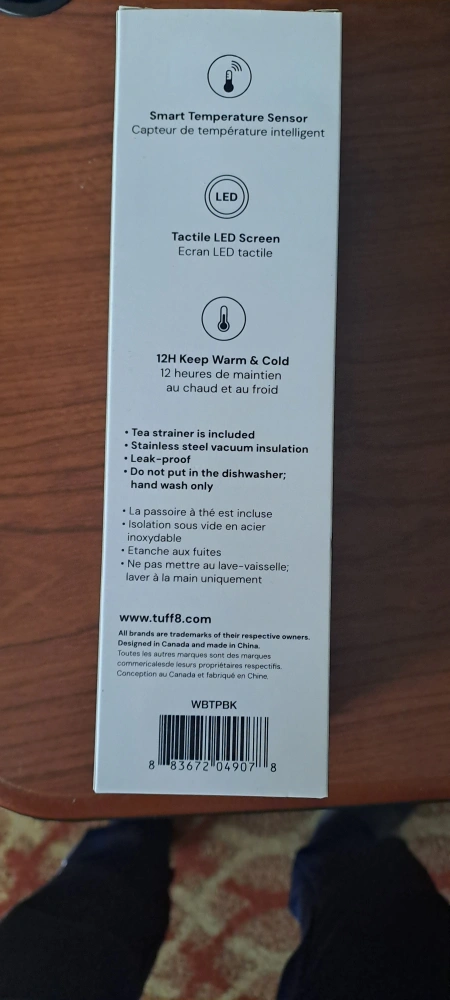 Smart Temperature Sensor
Capteur de température intelligent
LED
Tactile LED Screen
Ecran LED tactile
12H Keep Warm & Cold
12 heures de maintien
au chaud et au froid
• Tea strainer is included
• Stainless steel vacuum insulation
• Leak-proof
• Do not put in the dishwasher;
hand wash only
• La passoire à thé est incluse
• Isolation sous vide en acier
inoxydable
• Etanche aux fuites
• Ne pas mettre au lave-vaisselle;
laver à la main uniquement
www.tuff8.com
All brands are trademarks of their respective owners.
Designed in Canada and made in China.
Toutes les autres marques sont des marques
commericalesde lesurs propriétaires respectifs.
Conception au Canada et fabriqué en Chine.
WBTPBK
8 83672 04907 8